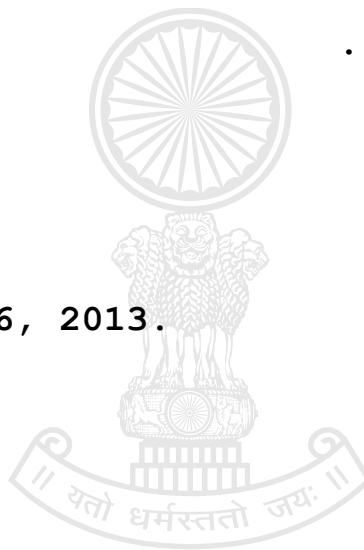 .
6, 2013.
॥ यतो धर्मस्ततो जयः ॥